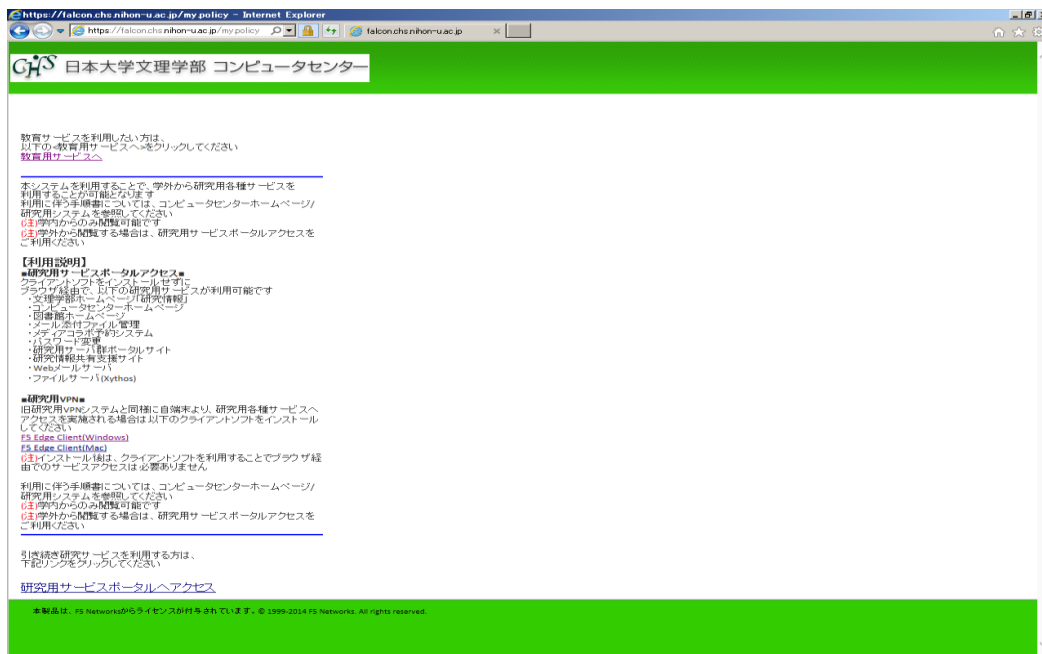 https://falcon.chs.nihon-u.ac.jp/my.policy - Internet Explorer
https://falcon.chs.nihon-u.ac.jp/my.policy
falcon.chs.nihon-u.ac.jp
CHS 日本大学文理学部 コンピュータセンター
教育サービスを利用したい方は、
以下の<教育用サービスへ>をクリックしてください
教育用サービスへ
本システムを利用することで、学外から研究用各種サービスを
利用することが可能となります
利用に伴う手順書については、コンピュータセンターホームページ/
研究用システムを参照してください
(注)学内からのみ閲覧可能です
(注)学外から閲覧する場合は、研究用サービスポータルアクセスを
ご利用ください
【利用説明】
■研究用サービスポータルアクセス■
クライアントソフトをインストールせずに
ブラウザ経由で、以下の研究用サービスが利用可能です
・文理学部ホームページ「研究情報」
・コンピュータセンターホームページ
・図書館ホームページ
・メール添付ファイル管理
・メディアコラボ予約システム
・パスワード変更
・研究用サーバ群ポータルサイト
・研究情報共有支援サイト
・Webメールサーバ
・ファイルサーバ(Xythos)
■研究用VPN■
旧研究用VPNシステムと同様に自端末より、研究用各種サービスへ
アクセスを実施される場合は以下のクライアントソフトをインストール
してください
F5 Edge Client(Windows)
F5 Edge Client(Mac)
(注)インストール後は、クライアントソフトを利用することでブラウザ経
由でのサービスアクセスは必要ありません
利用に伴う手順書については、コンピュータセンターホームページ/
研究用システムを参照してください
(注)学内からのみ閲覧可能です
(注)学外から閲覧する場合は、研究用サービスポータルアクセスを
ご利用ください
引き続き研究サービスを利用する方は、
下記リンクをクリックしてください
研究用サービスポータルへアクセス
本製品は、F5 Networksからライセンスが付与されています。© 1999-2014 F5 Networks. All rights reserved.